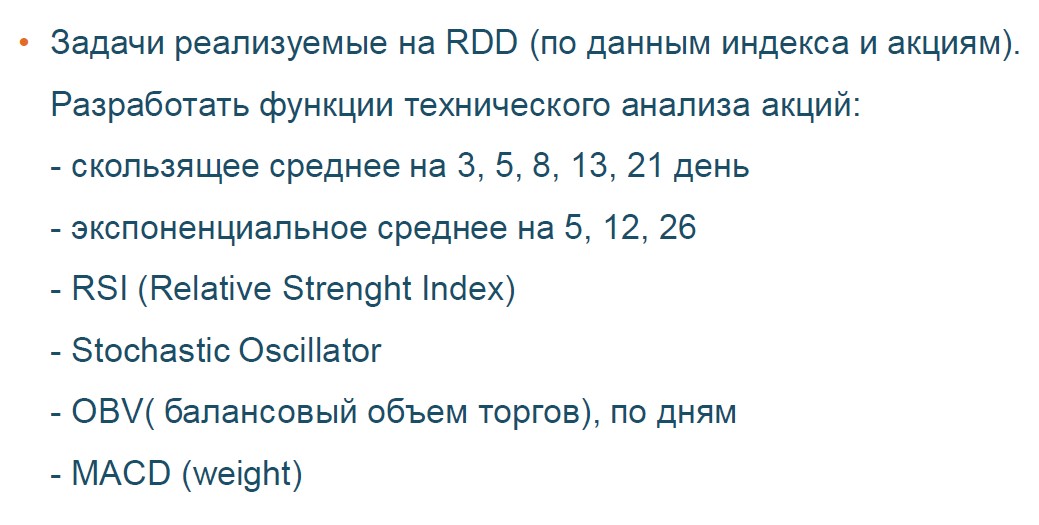 • Задачи реализуемые на RDD (по данным индекса и акциям).
Разработать функции технического анализа акций:
- скользящее среднее на 3, 5, 8, 13, 21 день
- экспоненциальное среднее на 5, 12, 26
- RSI (Relative Strenght Index)
- Stochastic Oscillator
- OBV( балансовый объем торгов), по дням
- MACD (weight)